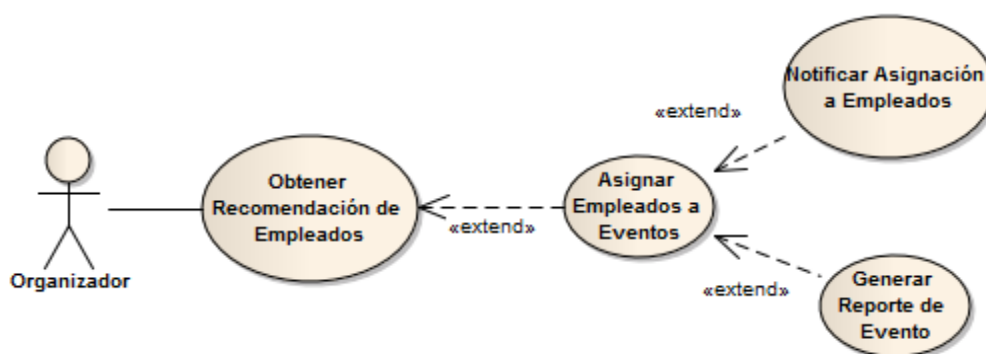 Organizador
Obtener
Recomendación de
Empleados
«extend»
Asignar
Empleados a
Eventos
«extend»
Notificar Asignación
a Empleados
«extend»
Generar
Reporte de
Evento